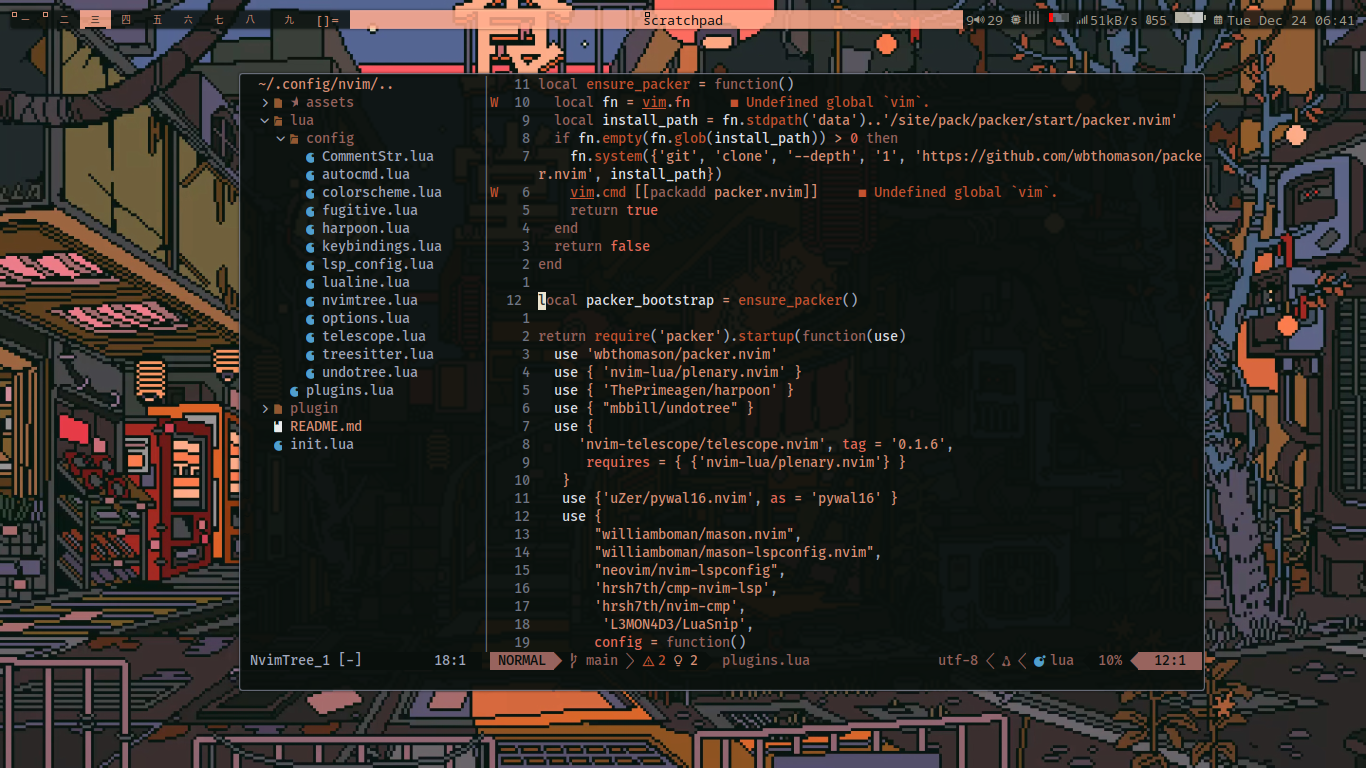 一 二 三 四 五 六 七 八 九 []= scratchpad 9 29 51kB/s 55 Tue Dec 24 06:41
~/.config/nvim/..
assets
lua
config
CommentStr.lua
autocmd.lua
colorscheme.lua
fugitive.lua
harpoon.lua
keybindings.lua
lsp_config.lua
lualine.lua
nvimtree.lua
options.lua
telescope.lua
treesitter.lua
undotree.lua
plugins.lua
plugin
README.md
init.lua
NvimTree_1 [-] 18:1
11 local ensure_packer = function()
W 10 local fn = vim.fn ■ Undefined global `vim`.
9 local install_path = fn.stdpath('data')..'/site/pack/packer/start/packer.nvim'
8 if fn.empty(fn.glob(install_path)) > 0 then
7 fn.system({'git', 'clone', '--depth', '1', 'https://github.com/wbthomason/packe
r.nvim', install_path})
W 6 vim.cmd [[packadd packer.nvim]] ■ Undefined global `vim`.
5 return true
4 end
3 return false
2 end
1
12 local packer_bootstrap = ensure_packer()
1
2 return require('packer').startup(function(use)
3 use 'wbthomason/packer.nvim'
4 use { 'nvim-lua/plenary.nvim' }
5 use { 'ThePrimeagen/harpoon' }
6 use { "mbbill/undotree" }
7 use {
8 'nvim-telescope/telescope.nvim', tag = '0.1.6',
9 requires = { {'nvim-lua/plenary.nvim'} }
10 }
11 use {'uZer/pywal16.nvim', as = 'pywal16' }
12 use {
13 "williamboman/mason.nvim",
14 "williamboman/mason-lspconfig.nvim",
15 "neovim/nvim-lspconfig",
16 'hrsh7th/cmp-nvim-lsp',
17 'hrsh7th/nvim-cmp',
18 'L3MON4D3/LuaSnip',
19 config = function()
NORMAL main 2 2 plugins.lua utf-8 lua 10% 12:1